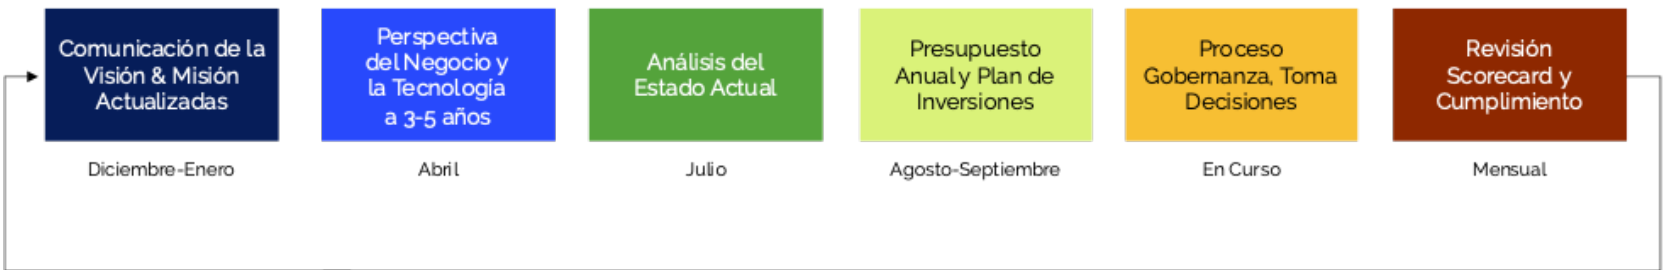 Comunicación de la
Visión & Misión
Actualizadas
Diciembre-Enero
Perspectiva
del Negocio y
la Tecnología
a 3-5 años
Abril
Análisis del
Estado Actual
Julio
Presupuesto
Anual y Plan de
Inversiones
Agosto-Septiembre
Proceso
Gobernanza, Toma
Decisiones
En Curso
Revisión
Scorecard y
Cumplimiento
Mensual